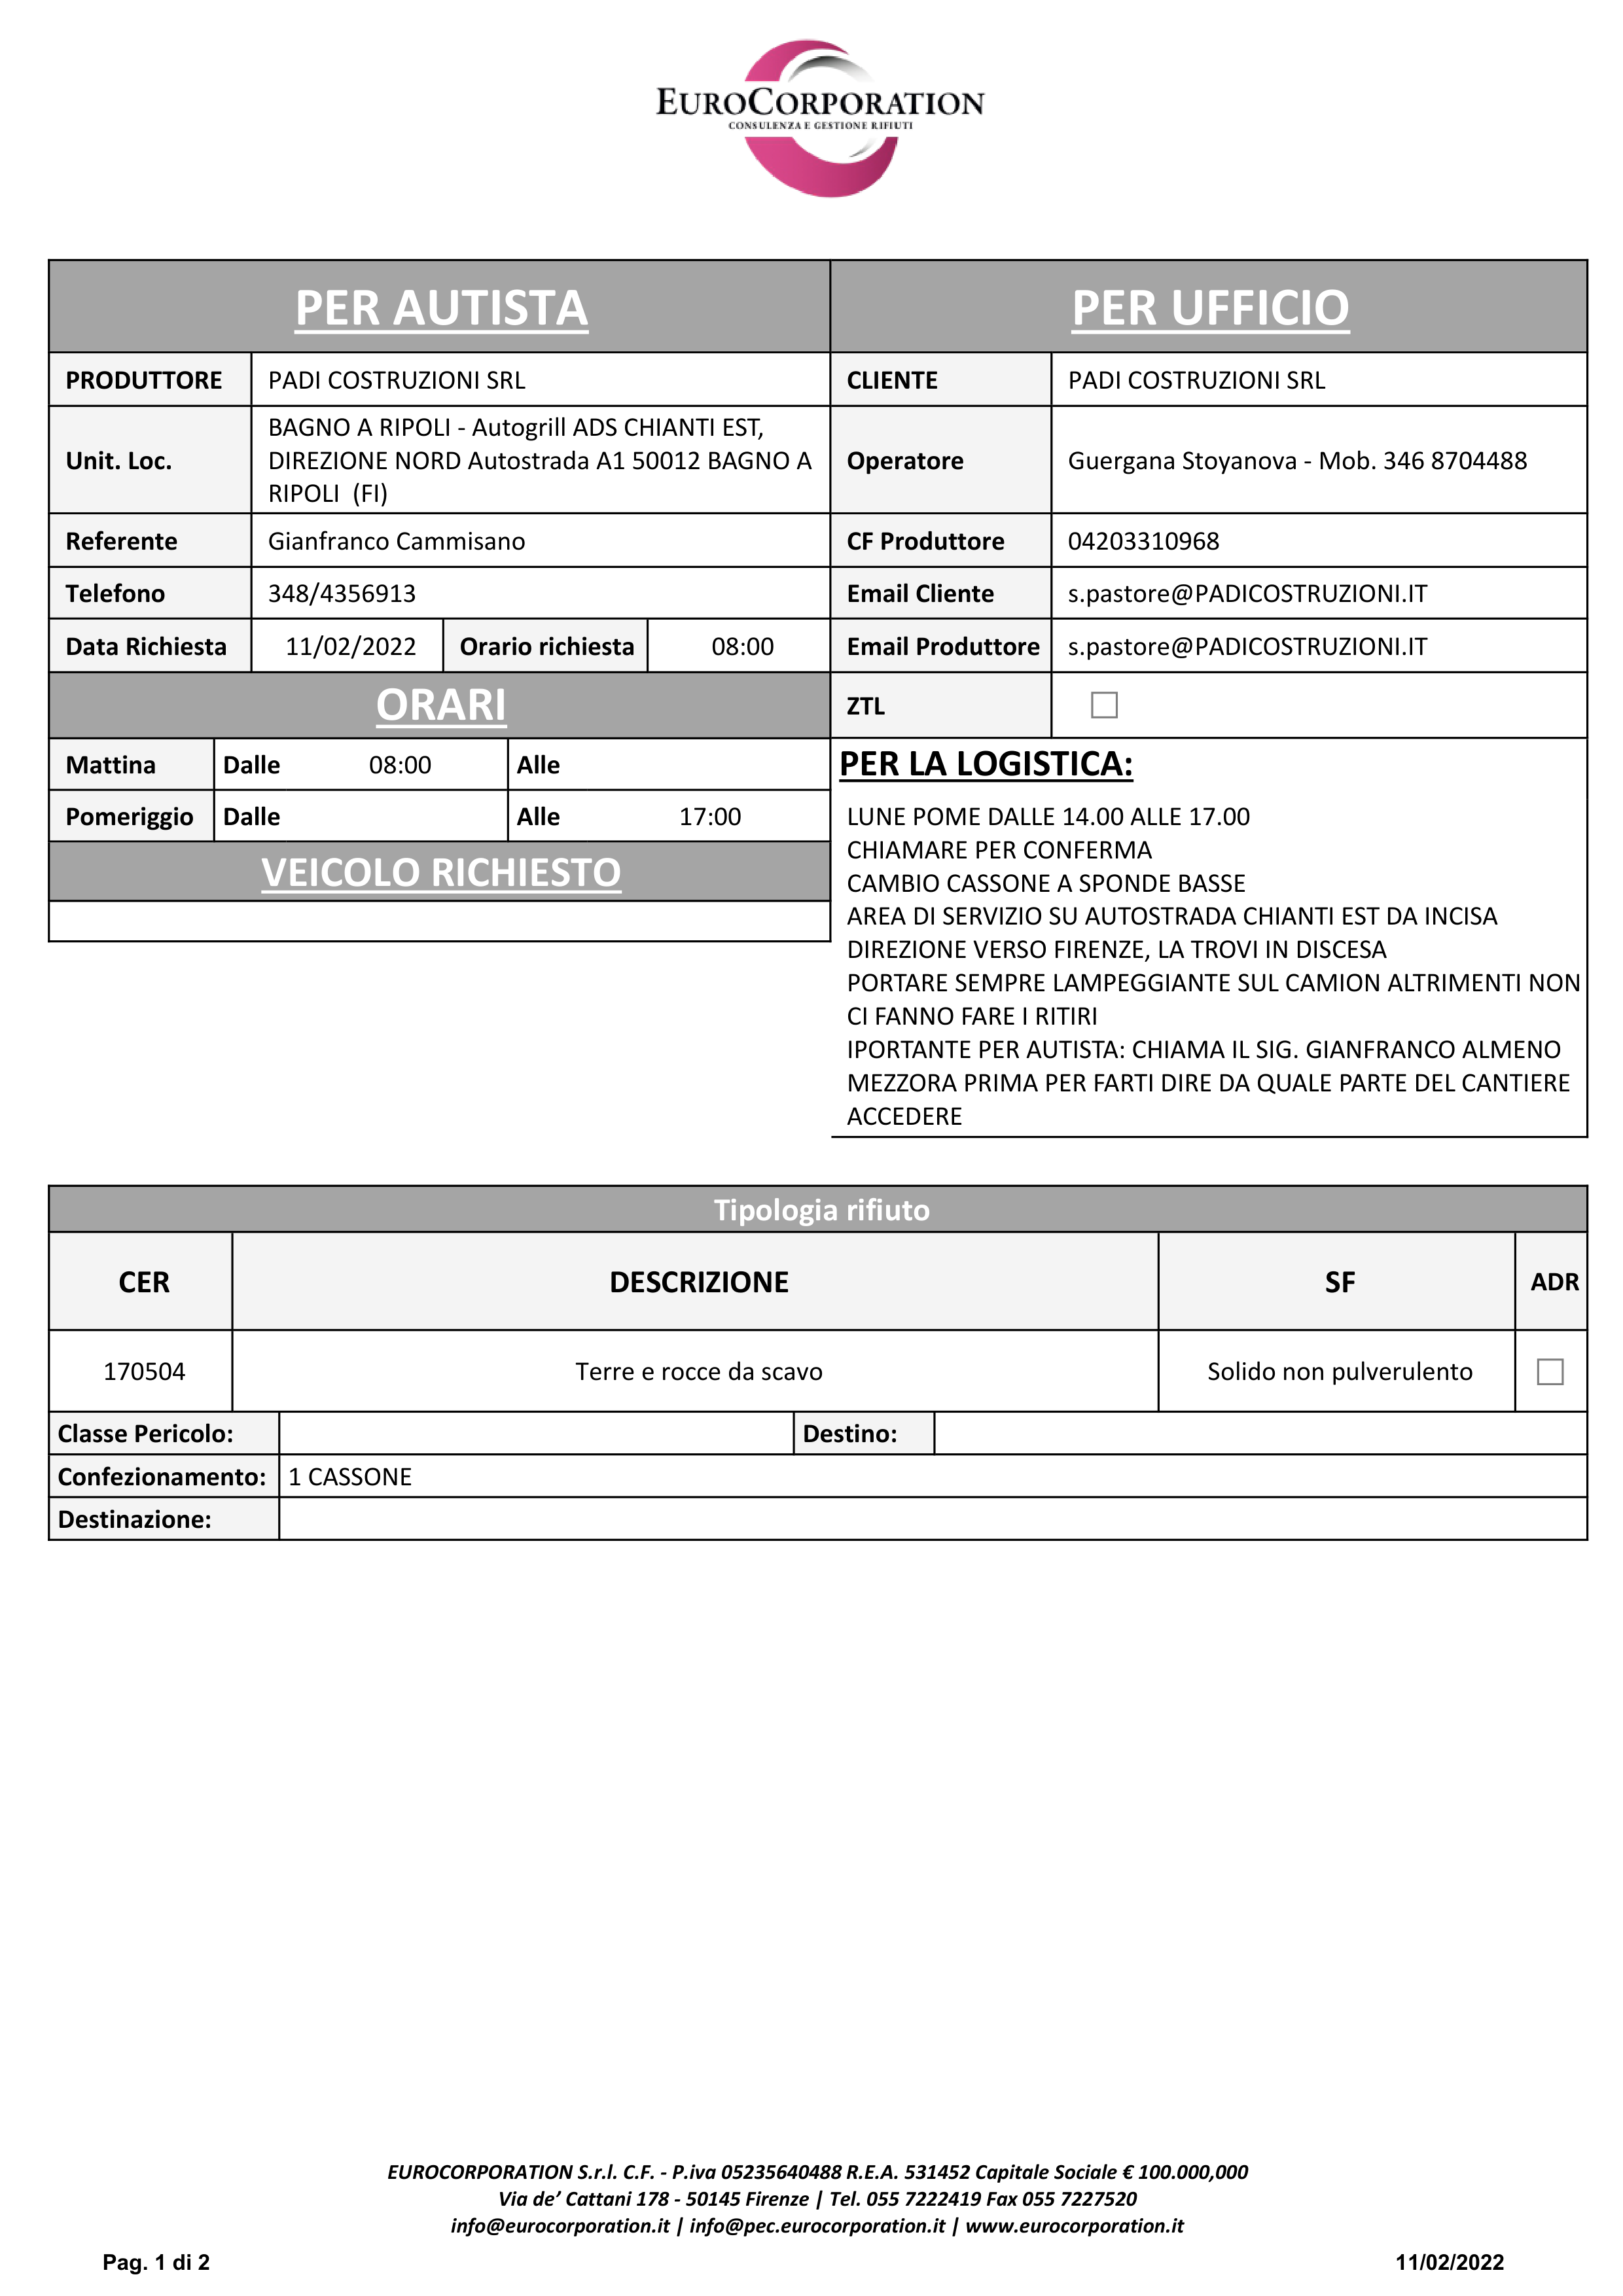 EUROCORPORATION
CONSULENZA E GESTIONE RIFIUTI
PER AUTISTA
PRODUTTORE PADI COSTRUZIONI SRL
Unit. Loc. BAGNO A RIPOLI - Autogrill ADS CHIANTI EST,
DIREZIONE NORD Autostrada A1 50012 BAGNO A
RIPOLI (FI)
Referente Gianfranco Cammisano
Telefono 348/4356913
Data Richiesta 11/02/2022 Orario richiesta 08:00
ORARI
Mattina Dalle 08:00 Alle
Pomeriggio Dalle Alle 17:00
VEICOLO RICHIESTO
PER UFFICIO
CLIENTE PADI COSTRUZIONI SRL
Operatore Guergana Stoyanova - Mob. 346 8704488
CF Produttore 04203310968
Email Cliente s.pastore@PADICOSTRUZIONI.IT
Email Produttore s.pastore@PADICOSTRUZIONI.IT
ZTL
PER LA LOGISTICA:
LUNE POME DALLE 14.00 ALLE 17.00
CHIAMARE PER CONFERMA
CAMBIO CASSONE A SPONDE BASSE
AREA DI SERVIZIO SU AUTOSTRADA CHIANTI EST DA INCISA
DIREZIONE VERSO FIRENZE, LA TROVI IN DISCESA
PORTARE SEMPRE LAMPEGGIANTE SUL CAMION ALTRIMENTI NON
CI FANNO FARE I RITIRI
IPORTANTE PER AUTISTA: CHIAMA IL SIG. GIANFRANCO ALMENO
MEZZORA PRIMA PER FARTI DIRE DA QUALE PARTE DEL CANTIERE
ACCEDERE
Tipologia rifiuto
CER DESCRIZIONE SF ADR
170504 Terre e rocce da scavo Solido non pulverulento
Classe Pericolo: Destino:
Confezionamento: 1 CASSONE
Destinazione:
EUROCORPORATION S.r.l. C.F. - P.iva 05235640488 R.E.A. 531452 Capitale Sociale € 100.000,000
Via de’ Cattani 178 - 50145 Firenze | Tel. 055 7222419 Fax 055 7227520
info@eurocorporation.it | info@pec.eurocorporation.it | www.eurocorporation.it
Pag. 1 di 2 11/02/2022